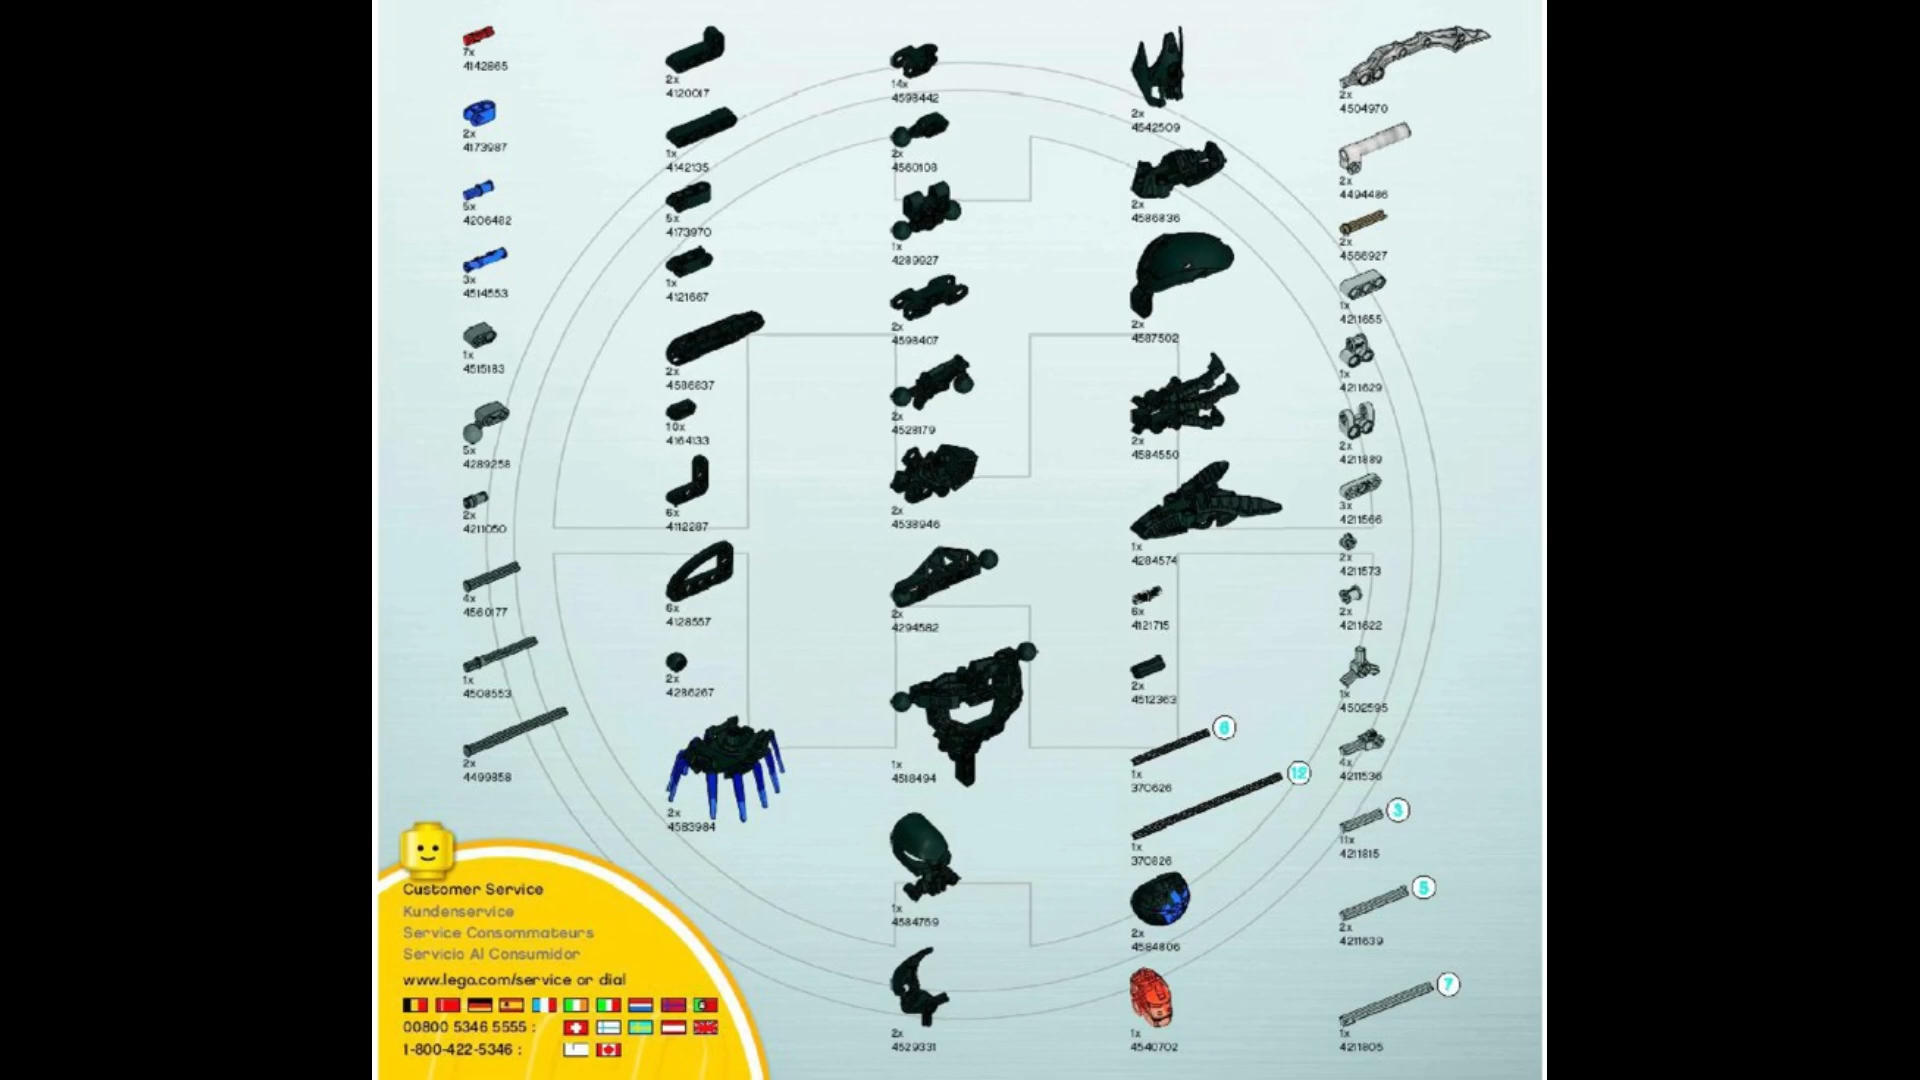 7x
4142865
2x
4173987
5x
4206482
3x
4514553
1x
4515183
5x
4289258
2x
4211050
4x
4560177
1x
4508553
2x
4499858
2x
4120017
1x
4142135
5x
4173970
1x
4121667
2x
4586837
10x
4164133
6x
4112287
6x
4128557
2x
4286267
2x
4583984
14x
4598442
2x
4560108
1x
4289927
2x
4598407
2x
4528179
2x
4538946
2x
4294582
1x
4518494
1x
4584769
2x
4529331
2x
4542509
2x
4586836
2x
4587502
2x
4584550
1x
4284574
6x
4121715
2x
4512363
6
1x
370626
12
1x
370826
2x
4584806
1x
4540702
2x
4504970
2x
4494486
2x
4566927
1x
4211655
1x
4211629
2x
4211889
3x
4211566
2x
4211573
2x
4211622
1x
4502595
4x
4211536
3
11x
4211815
5
2x
4211639
7
1x
4211805
Customer Service
Kundenservice
Service Consommateurs
Servicio Al Consumidor
www.lego.com/service or dial
00800 5346 5555 :
1-800-422-5346 :